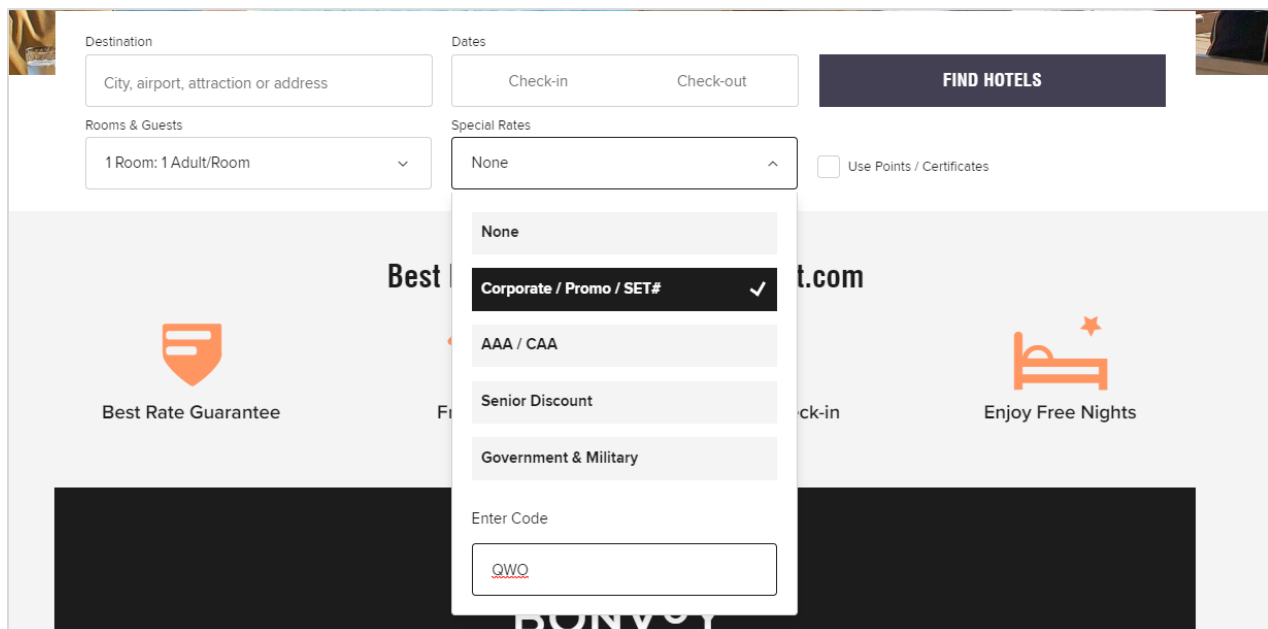 Destination
Dates
City, airport, attraction or address
Check-in
Check-out
FIND HOTELS
Rooms & Guests
Special Rates
1 Room: 1 Adult/Room
None
Use Points / Certificates
None
Best
t.com
Corporate / Promo / SET#
AAA / CAA
Senior Discount
Best Rate Guarantee
ck-in
Enjoy Free Nights
Government & Military
Enter Code
QWO